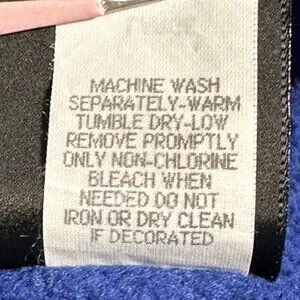 MACHINE WASH
SEPARATELY-WARM
TUMBLE DRY-LOW
REMOVE PROMPTLY
ONLY NON-CHLORINE
BLEACH WHEN
NEEDED DO NOT
IRON OR DRY CLEAN
IF DECORATED